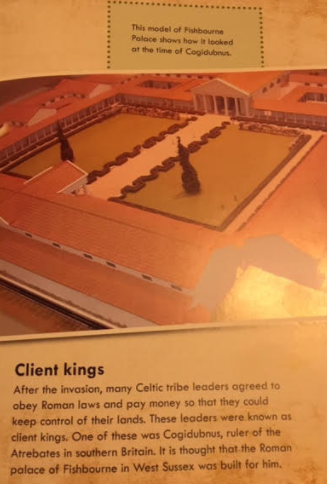 This model of Fishbourne
Palace shows how it looked
at the time of Cogidubnus.
Client kings
After the invasion, many Celtic tribe leaders agreed to
obey Roman laws and pay money so that they could
keep control of their lands. These leaders were known as
client kings. One of these was Cogidubnus, ruler of the
Atrebates in southern Britain. It is thought that the Roman
palace of Fishbourne in West Sussex was built for him.